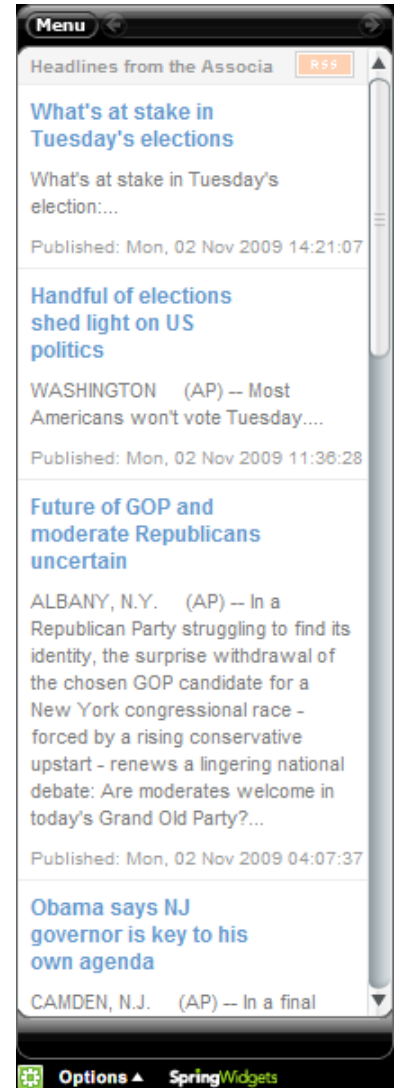 Menu
Headlines from the Associa RSS
What's at stake in
Tuesday's elections
What's at stake in Tuesday's
election:...
Published: Mon, 02 Nov 2009 14:21:07
Handful of elections
shed light on US
politics
WASHINGTON (AP) -- Most
Americans won't vote Tuesday....
Published: Mon, 02 Nov 2009 11:36:28
Future of GOP and
moderate Republicans
uncertain
ALBANY, N.Y. (AP) -- In a
Republican Party struggling to find its
identity, the surprise withdrawal of
the chosen GOP candidate for a
New York congressional race -
forced by a rising conservative
upstart - renews a lingering national
debate: Are moderates welcome in
today's Grand Old Party?...
Published: Mon, 02 Nov 2009 04:07:37
Obama says NJ
governor is key to his
own agenda
CAMDEN, N.J. (AP) -- In a final
Options SpringWidgets